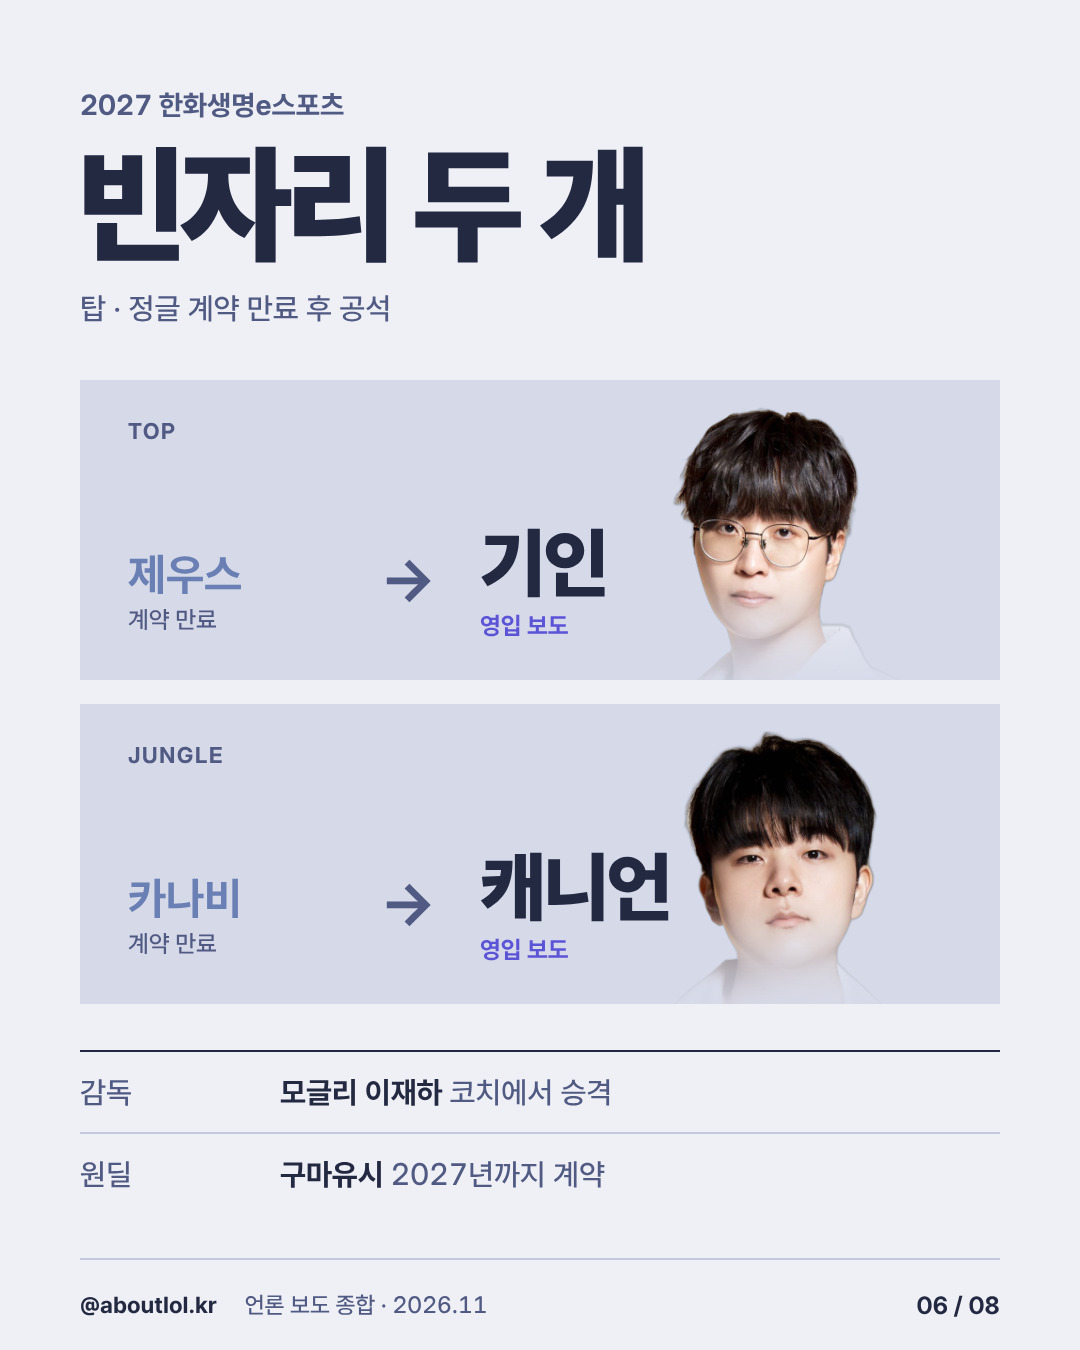 2027 한화생명e스포츠
빈자리 두 개
탑 · 정글 계약 만료 후 공석
TOP
제우스
계약 만료
→
기인
영입 보도
JUNGLE
카나비
계약 만료
→
캐니언
영입 보도
감독 모글리 이재하 코치에서 승격
원딜 구마유시 2027년까지 계약
@aboutlol.kr 언론 보도 종합 · 2026.11 06 / 08